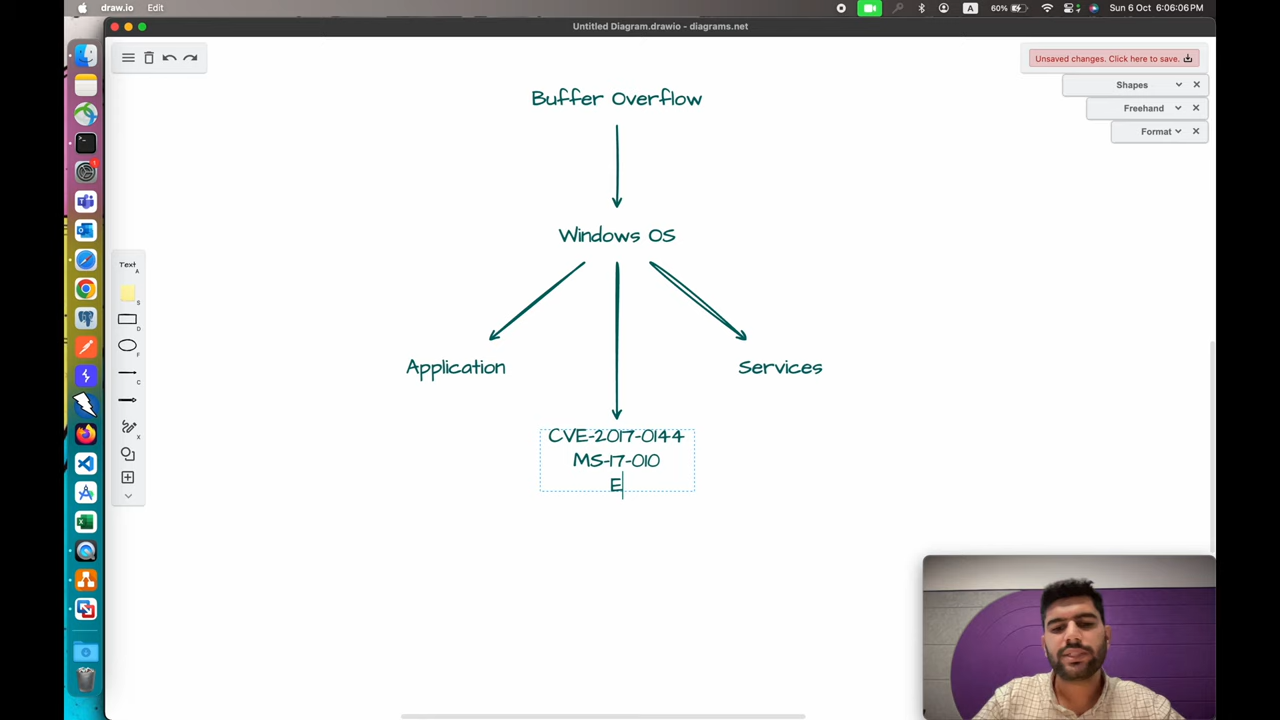 draw.io Edit
A 60% Sun 6 Oct 6:06:06 PM
Untitled Diagram.drawio - diagrams.net
Unsaved changes. Click here to save.
Shapes
Freehand
Format
Text
A
S
D
F
C
X
Buffer Overflow
Windows OS
Application
Services
CVE-2017-0144
MS-17-010
E